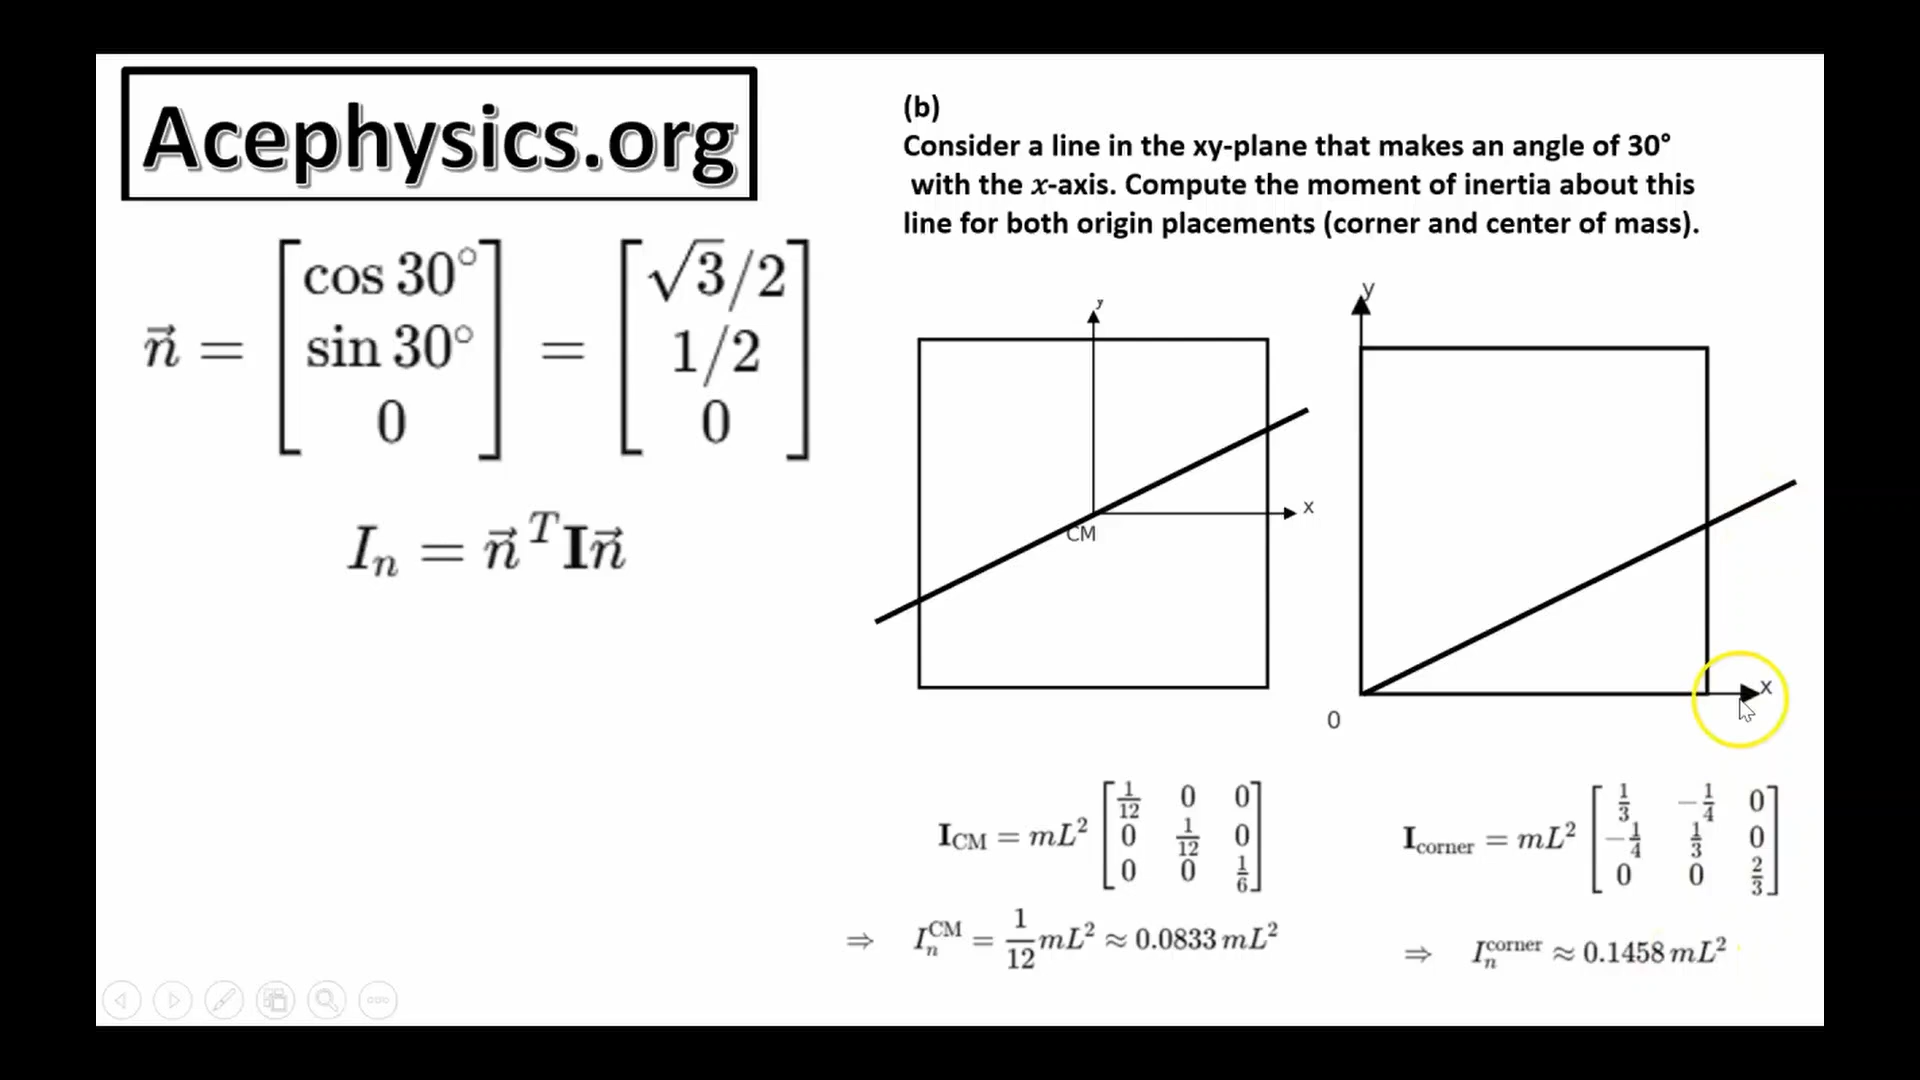 Acephysics.org
(b)
Consider a line in the xy-plane that makes an angle of 30°
with the x-axis. Compute the moment of inertia about this
line for both origin placements (corner and center of mass).
n⃗ = [cos 30° sin 30° 0] = [√3/2 1/2 0]
Iₙ = n⃗ᵀ𝐈n⃗
y
x
CM
y
x
0
I_CM = mL² [1/12 0 0
0 1/12 0
0 0 1/6]
⇒ Iₙ^CM = 1/12 mL² ≈ 0.0833 mL²
I_corner = mL² [1/3 −1/4 0
−1/4 1/3 0
0 0 2/3]
⇒ Iₙ^corner ≈ 0.1458 mL²